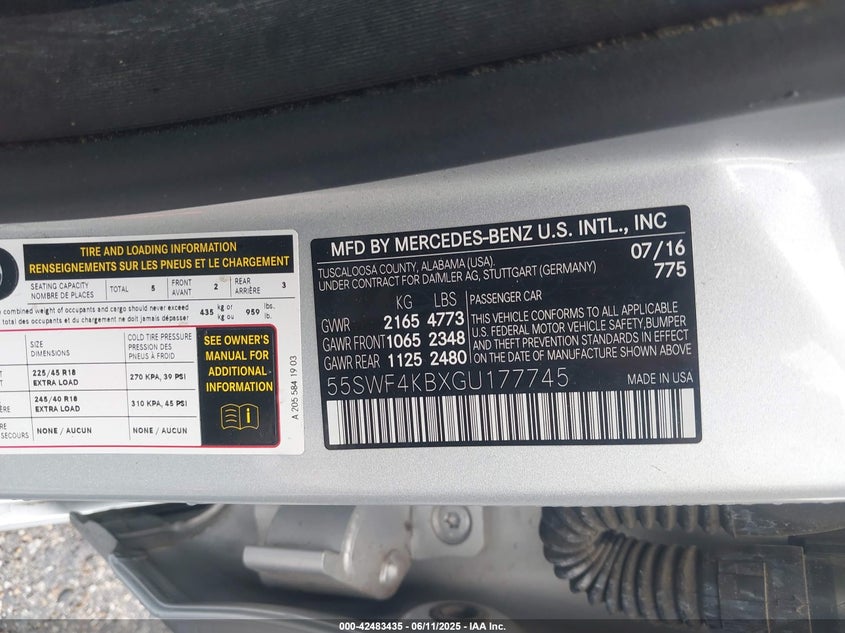 TIRE AND LOADING INFORMATION
RENSEIGNEMENTS SUR LES PNEUS ET LE CHARGEMENT
SEATING CAPACITY
NOMBRE DE PLACES
TOTAL 5
FRONT
AVANT
2
REAR
ARRIÈRE
3
combined weight of occupants and cargo should never exceed
total des occupants et du chargement ne doit jamais dépasser
435 kg or
kg ou
959 lbs.
lb.
SIZE
DIMENSIONS
COLD TIRE PRESSURE
PRESSION DES
PNEUS À FROID
225/45 R18
EXTRA LOAD
270 KPA, 39 PSI
245/40 R18
EXTRA LOAD
310 KPA, 45 PSI
SECOURS
NONE / AUCUN
NONE / AUCUN
SEE OWNER'S
MANUAL FOR
ADDITIONAL
INFORMATION
A 205 584 19 03
MFD BY MERCEDES-BENZ U.S. INTL., INC
TUSCALOOSA COUNTY, ALABAMA (USA).
UNDER CONTRACT FOR DAIMLER AG, STUTTGART (GERMANY)
07/16
775
KG LBS
GVWR 2165 4773
GAWR FRONT 1065 2348
GAWR REAR 1125 2480
PASSENGER CAR
THIS VEHICLE CONFORMS TO ALL APPLICABLE
U.S. FEDERAL MOTOR VEHICLE SAFETY, BUMPER
AND THEFT PREVENTION STANDARDS IN EFFECT
ON THE DATE OF MANUFACTURE SHOWN ABOVE
55SWF4KBXGU177745
MADE IN USA
000-42483435 - 06/11/2025 - IAA Inc.